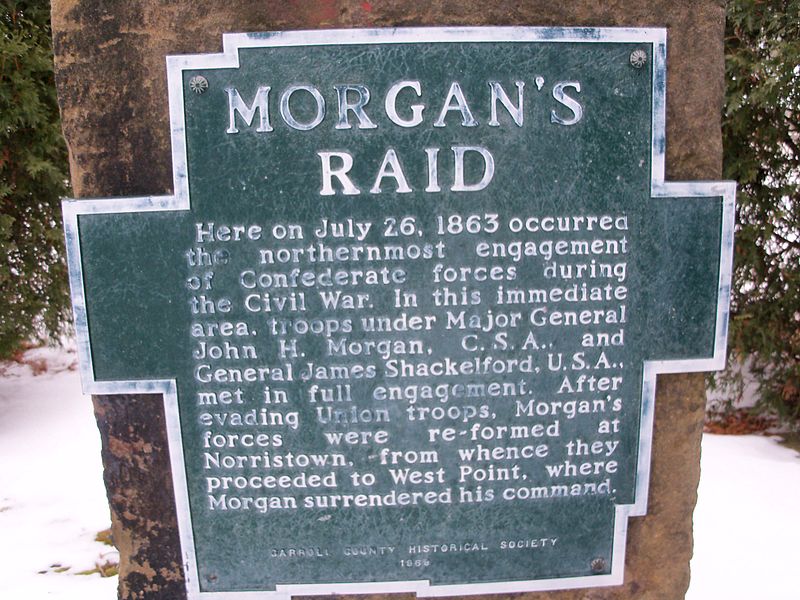 MORGAN'S
RAID
Here on July 26, 1863 occurred
the northernmost engagement
of Confederate forces during
the Civil War. In this immediate
area, troops under Major General
John H. Morgan, C.S.A., and
General James Shackelford, U.S.A.,
met in full engagement. After
evading Union troops, Morgan's
forces were re-formed at
Norristown, from whence they
proceeded to West Point, where
Morgan surrendered his command.
CARROLL COUNTY HISTORICAL SOCIETY